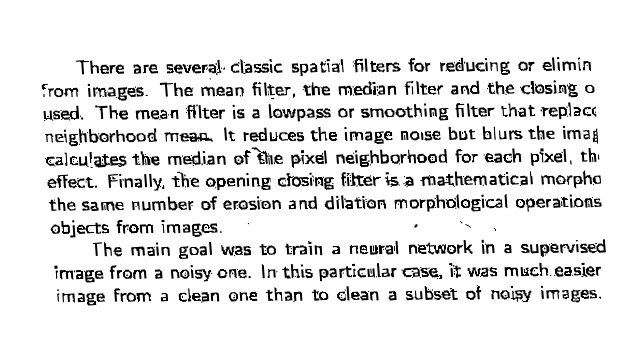 There are several classic spatial filters for reducing or elimin
from images. The mean filter, the median filter and the closing o
used. The mean filter is a lowpass or smoothing filter that replac
neighborhood mean. It reduces the image noise but blurs the imag
calculates the median of the pixel neighborhood for each pixel, th
effect. Finally, the opening closing filter is a mathematical morpho
the same number of erosion and dilation morphological operations
objects from images.
The main goal was to train a neural network in a supervised
image from a noisy one. In this particular case, it was much easier
image from a clean one than to clean a subset of noisy images.